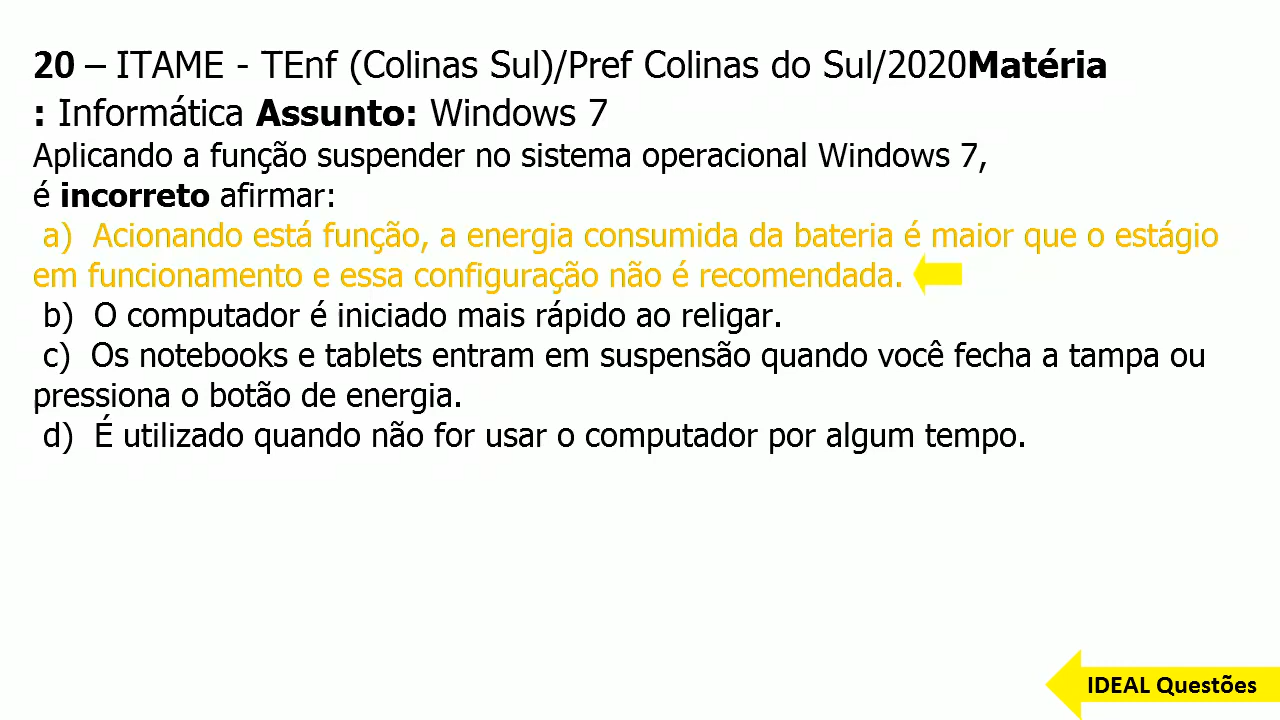 20 – ITAME - TEnf (Colinas Sul)/Pref Colinas do Sul/2020Matéria
: Informática Assunto: Windows 7
Aplicando a função suspender no sistema operacional Windows 7,
é incorreto afirmar:
a) Acionando está função, a energia consumida da bateria é maior que o estágio
em funcionamento e essa configuração não é recomendada.
b) O computador é iniciado mais rápido ao religar.
c) Os notebooks e tablets entram em suspensão quando você fecha a tampa ou
pressiona o botão de energia.
d) É utilizado quando não for usar o computador por algum tempo.
IDEAL Questões